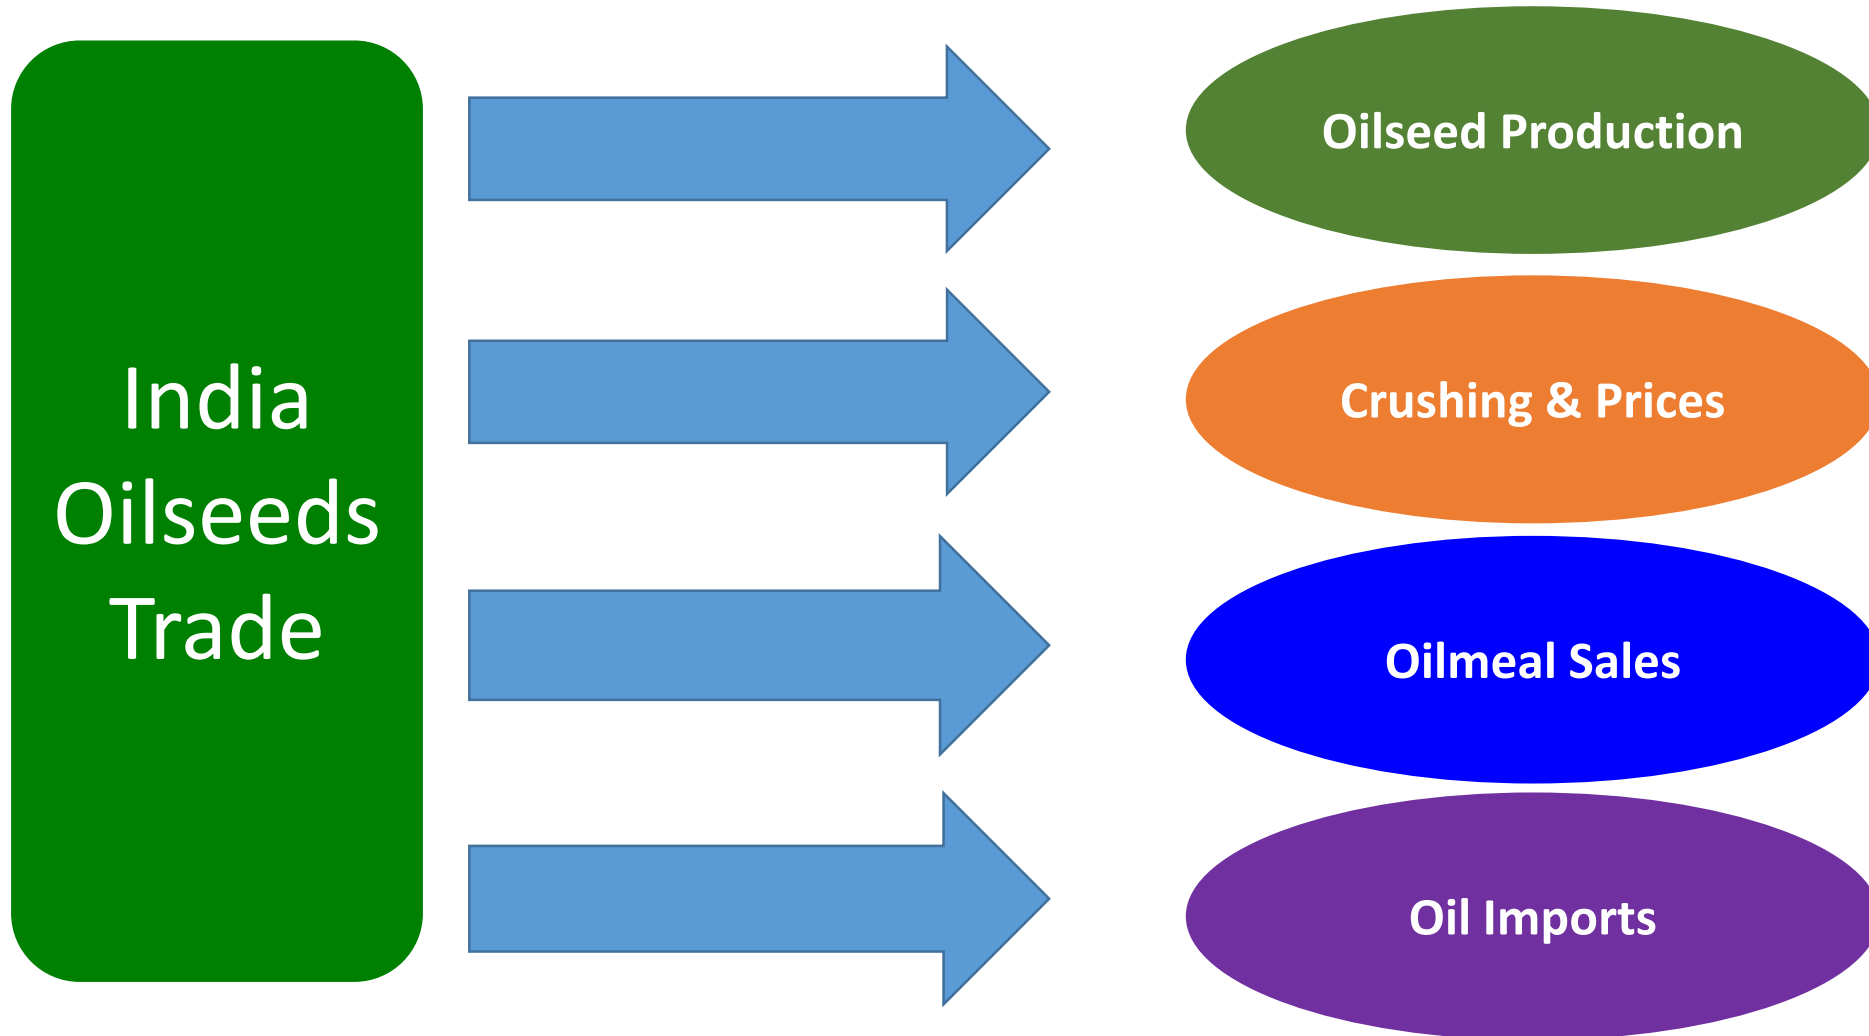 India
Oilseeds
Trade
Oilseed Production
Crushing & Prices
Oilmeal Sales
Oil Imports